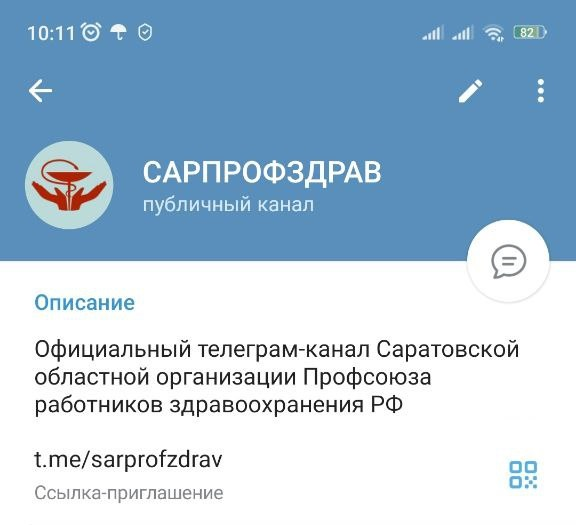 10:11
82
САРПРОФЗДРАВ
публичный канал
Описание
Официальный телеграм-канал Саратовской
областной организации Профсоюза
работников здравоохранения РФ
t.me/sarprofzdrav
Ссылка-приглашение